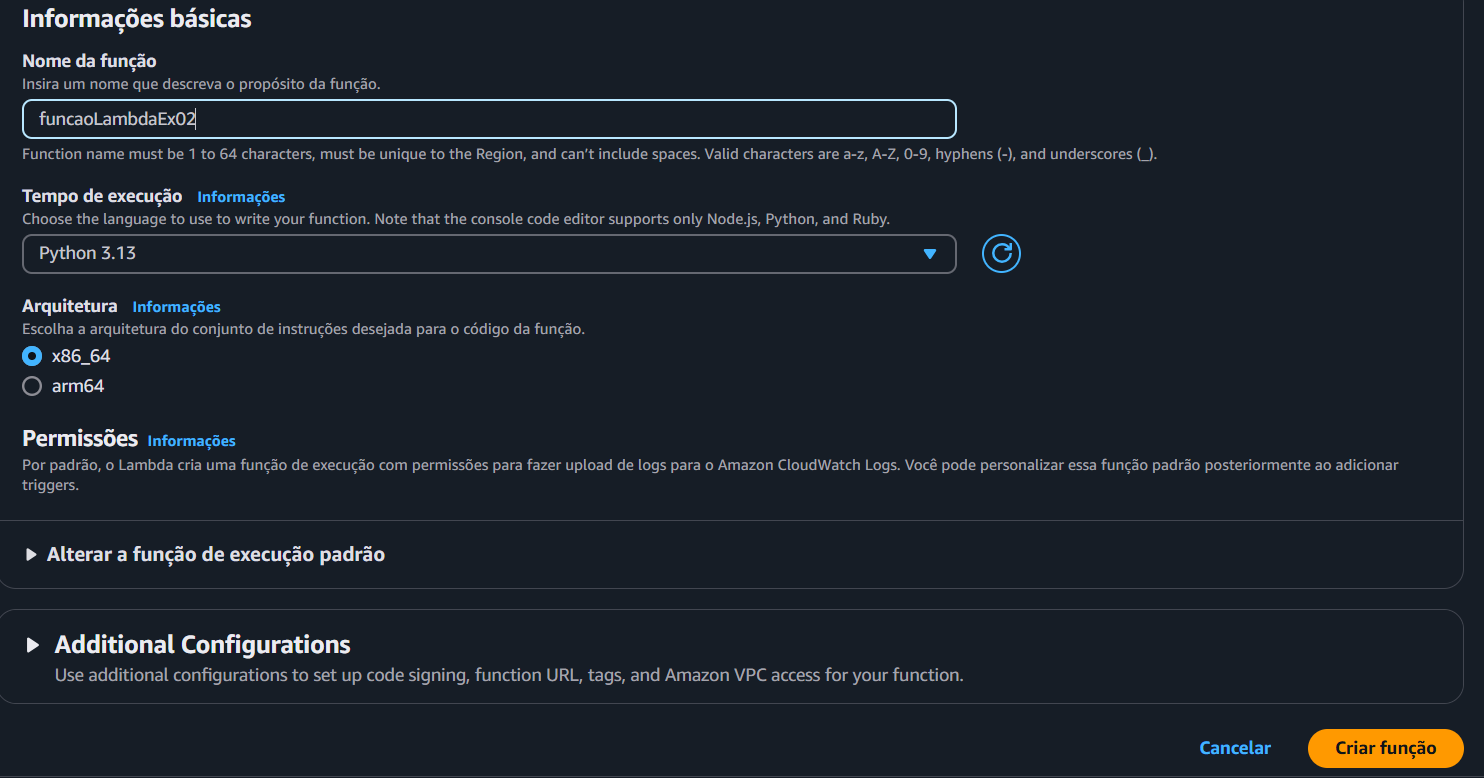 Informações básicas
Nome da função
Insira um nome que descreva o propósito da função.
funcaoLambdaEx02
Function name must be 1 to 64 characters, must be unique to the Region, and can’t include spaces. Valid characters are a-z, A-Z, 0-9, hyphens (-), and underscores (_).
Tempo de execução Informações
Choose the language to use to write your function. Note that the console code editor supports only Node.js, Python, and Ruby.
Python 3.13
Arquitetura Informações
Escolha a arquitetura do conjunto de instruções desejada para o código da função.
x86_64
arm64
Permissões Informações
Por padrão, o Lambda cria uma função de execução com permissões para fazer upload de logs para o Amazon CloudWatch Logs. Você pode personalizar essa função padrão posteriormente ao adicionar
triggers.
Alterar a função de execução padrão
Additional Configurations
Use additional configurations to set up code signing, function URL, tags, and Amazon VPC access for your function.
Cancelar Criar função